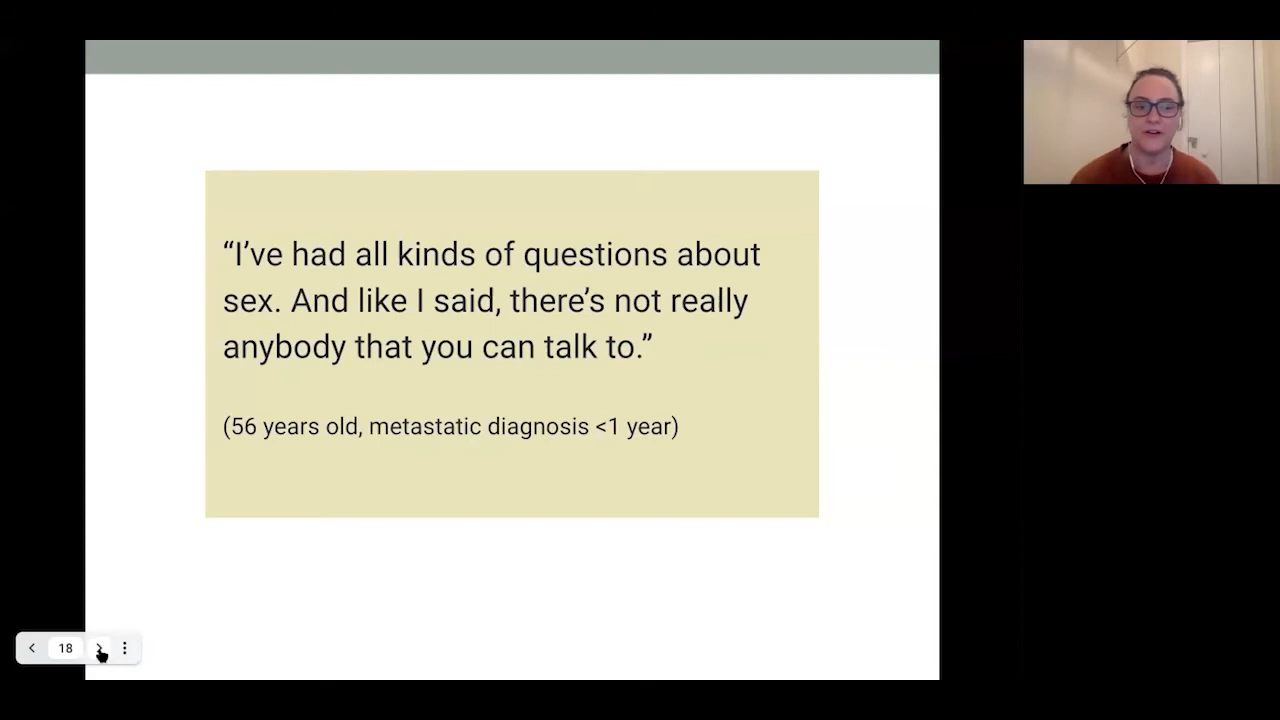 “I’ve had all kinds of questions about
sex. And like I said, there’s not really
anybody that you can talk to.”
(56 years old, metastatic diagnosis <1 year)
18